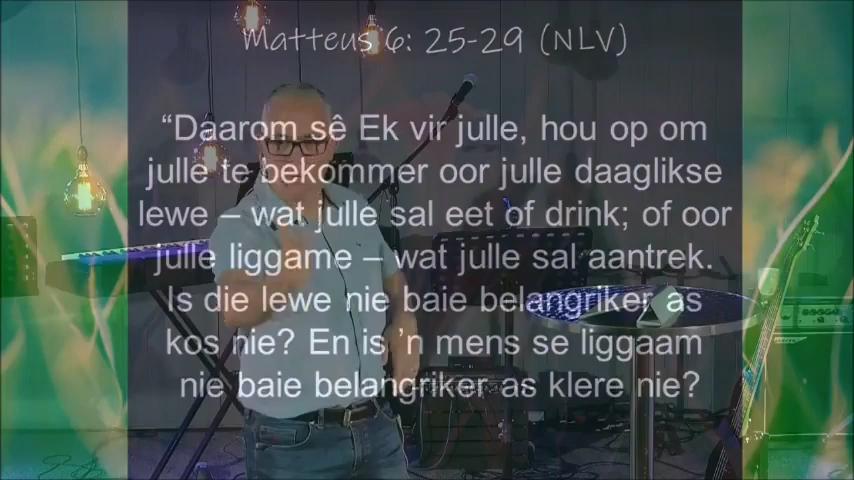 Matteus 6: 25-29 (NLV)
“Daarom sê Ek vir julle, hou op om
julle te bekommer oor julle daaglikse
lewe – wat julle sal eet of drink; of oor
julle liggame – wat julle sal aantrek.
Is die lewe nie baie belangriker as
kos nie? En is ’n mens se liggaam
nie baie belangriker as klere nie?